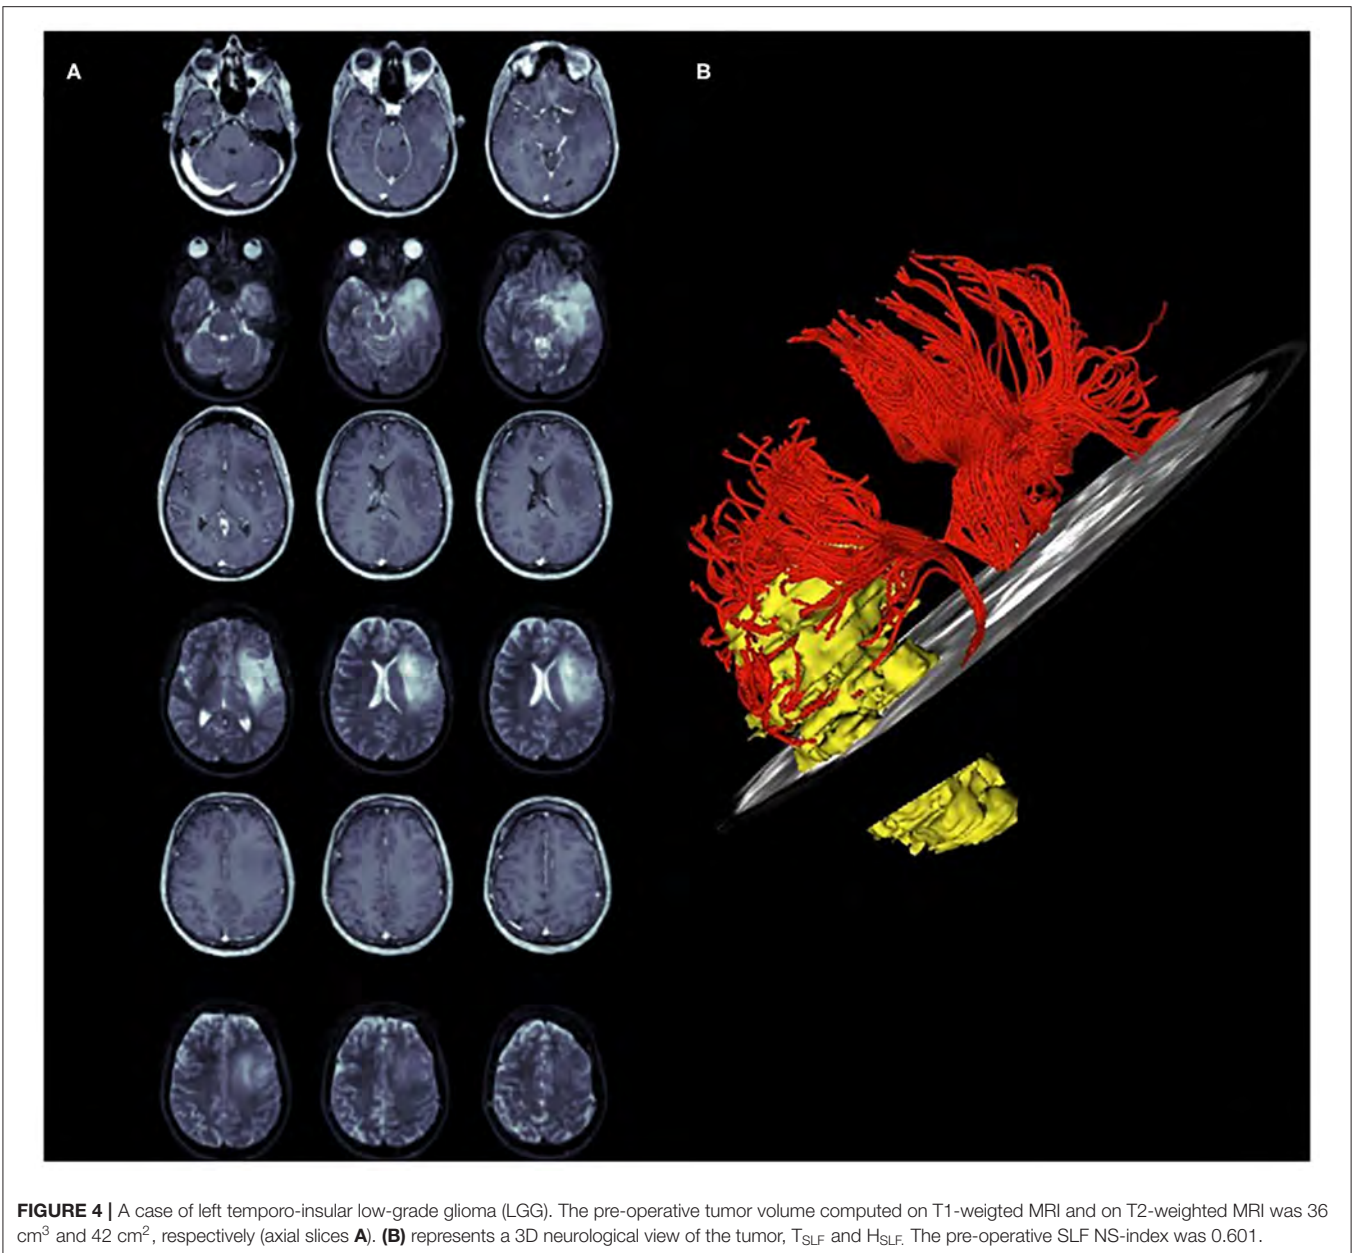 A
B
FIGURE 4 | A case of left temporo-insular low-grade glioma (LGG). The pre-operative tumor volume computed on T1-weigted MRI and on T2-weighted MRI was 36
cm³ and 42 cm², respectively (axial slices A). (B) represents a 3D neurological view of the tumor, T_SLF and H_SLF. The pre-operative SLF NS-index was 0.601.